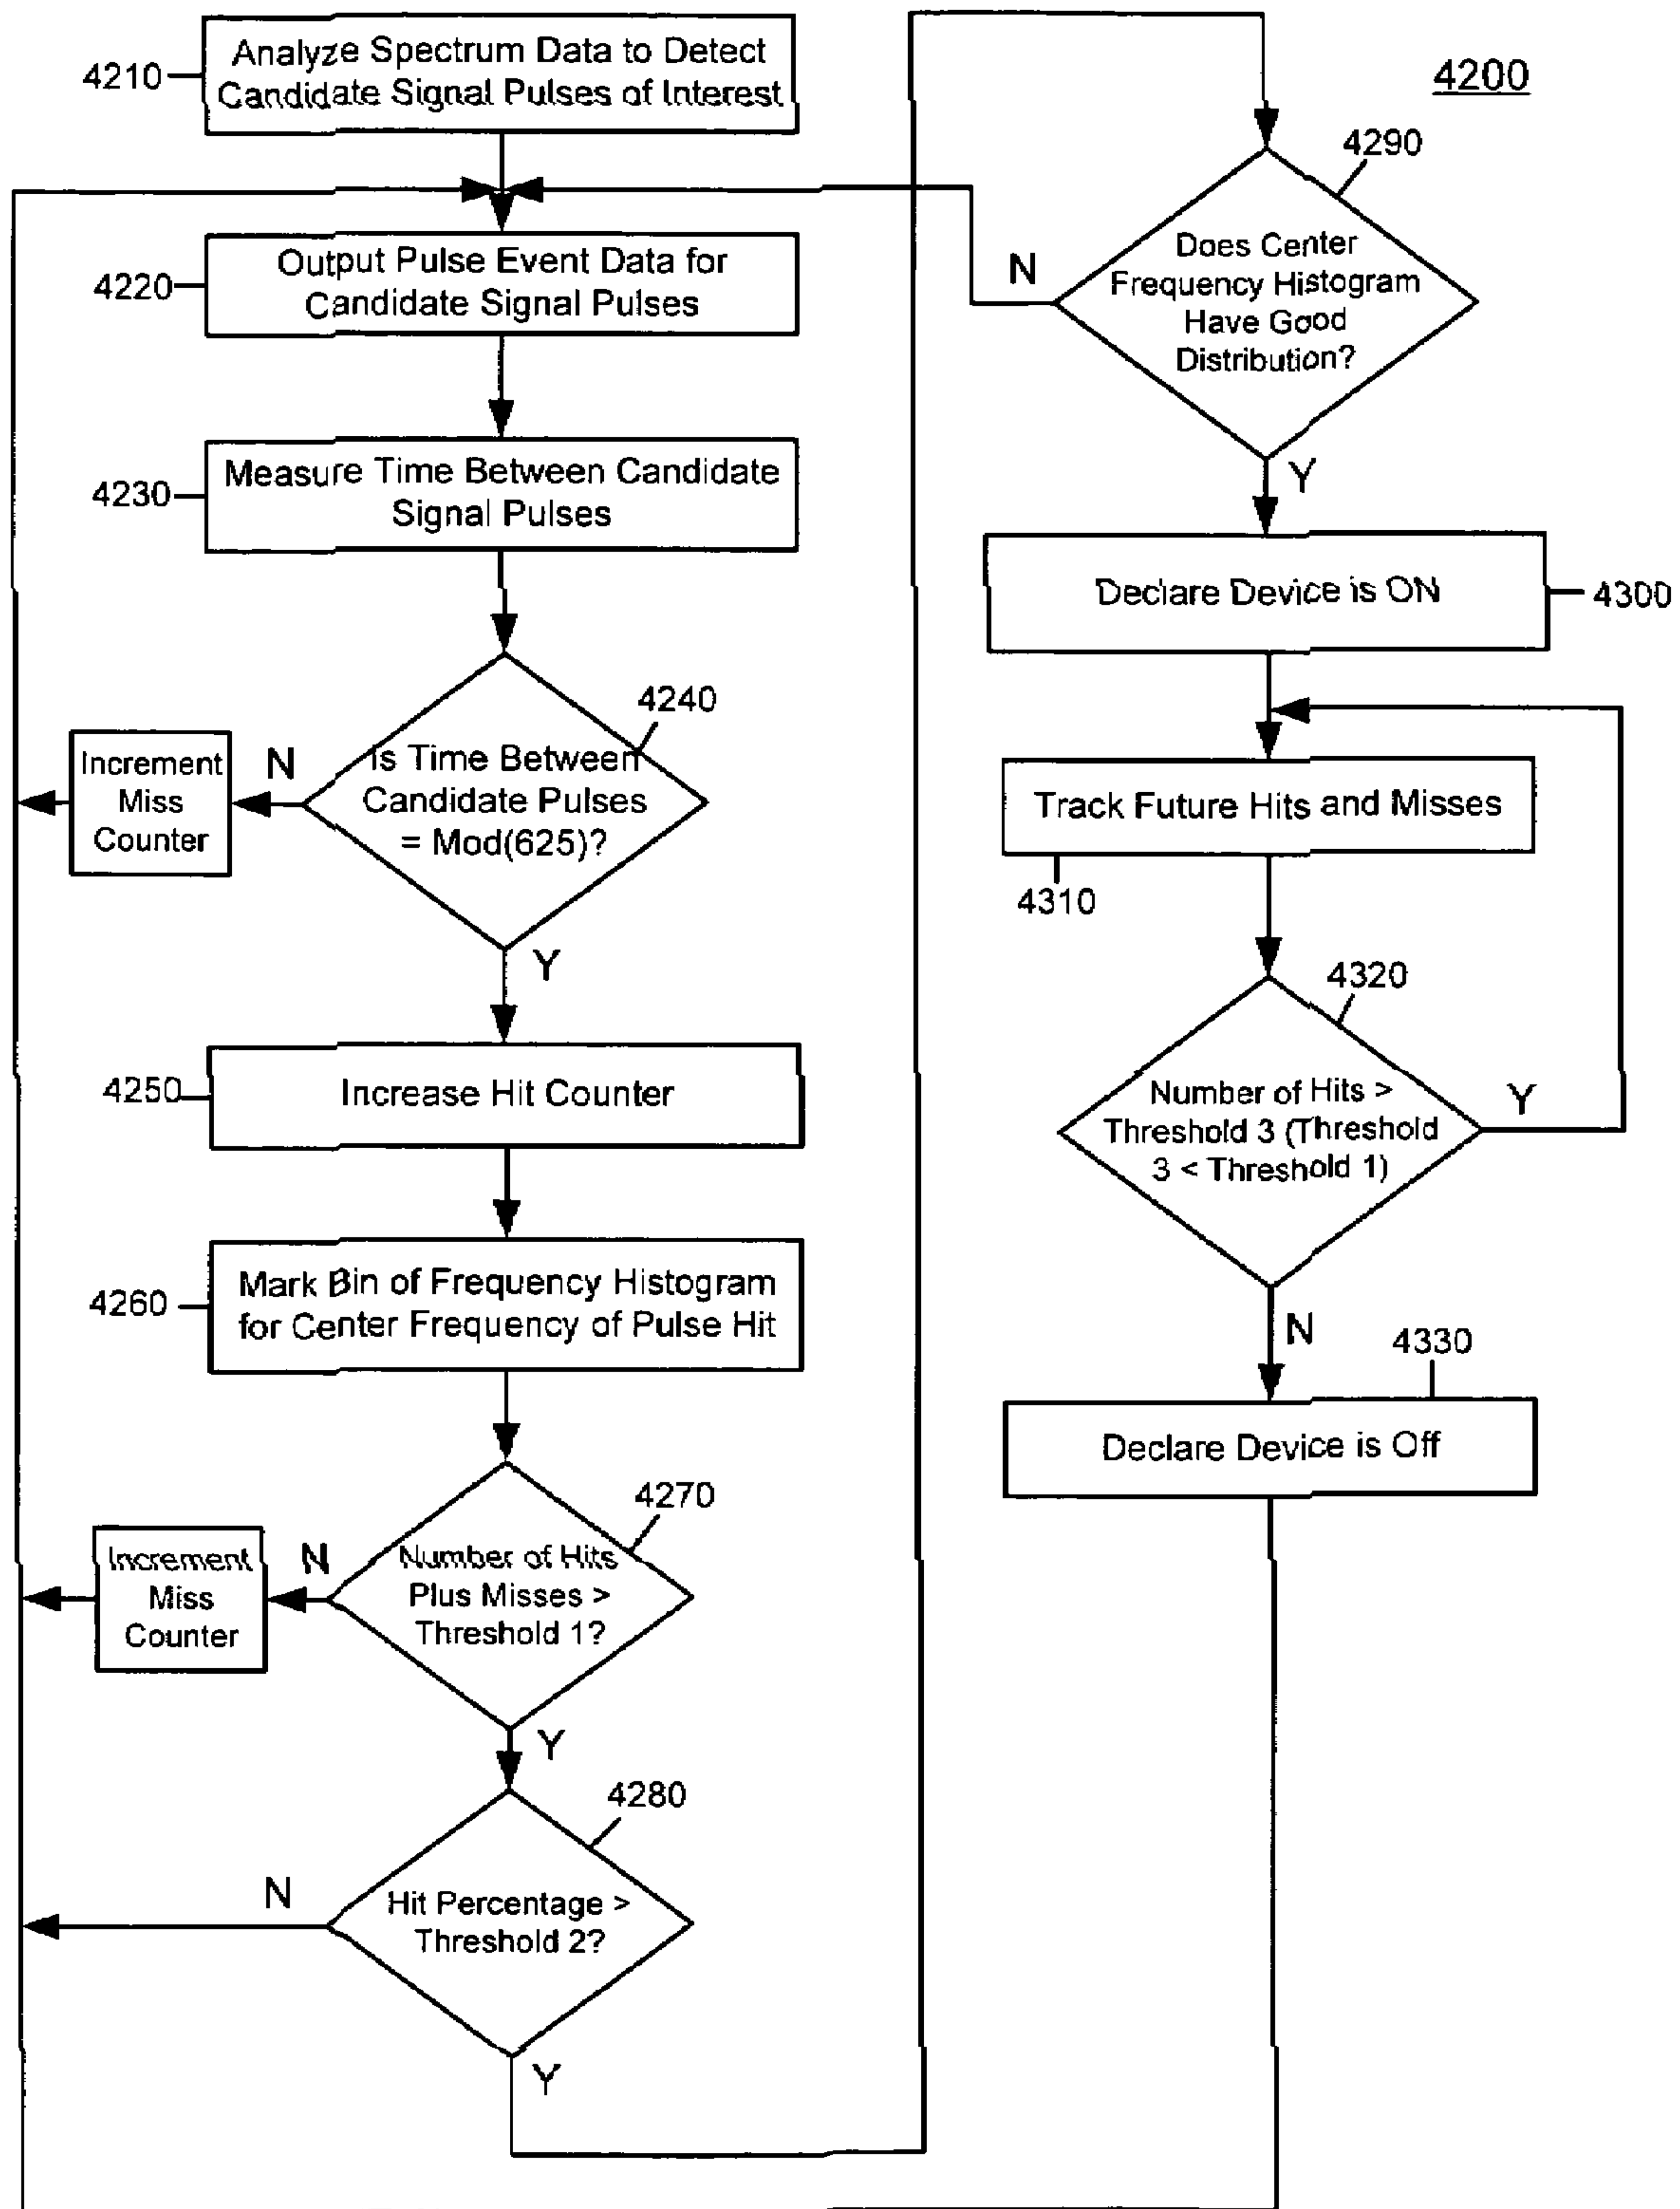 4200
4210
Analyze Spectrum Data to Detect
Candidate Signal Pulses of Interest
4220
Output Pulse Event Data for
Candidate Signal Pulses
4230
Measure Time Between Candidate
Signal Pulses
4240
Is Time Between
Candidate Pulses
= Mod(625)?
N
Increment
Miss
Counter
Y
4250
Increase Hit Counter
4260
Mark Bin of Frequency Histogram
for Center Frequency of Pulse Hit
4270
Number of Hits
Plus Misses >
Threshold 1?
N
Increment
Miss
Counter
Y
4280
Hit Percentage >
Threshold 2?
N
Y
4290
Does Center
Frequency Histogram
Have Good
Distribution?
N
Y
Declare Device is ON
4300
Track Future Hits and Misses
4310
4320
Number of Hits >
Threshold 3 (Threshold
3 < Threshold 1)
Y
N
4330
Declare Device is Off